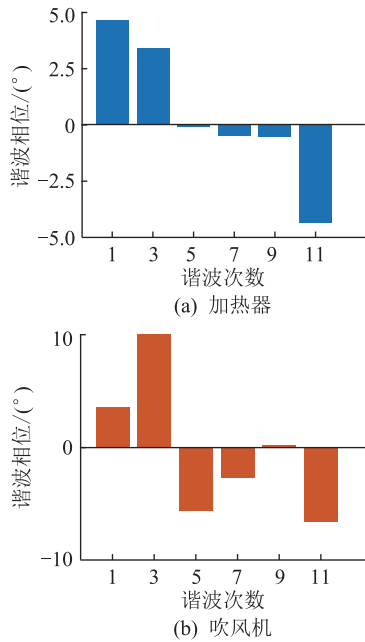 5.0
2.5
0
−2.5
−5.0
谐波相位/(°)
1 3 5 7 9 11
谐波次数
(a) 加热器
10
0
−10
谐波相位/(°)
1 3 5 7 9 11
谐波次数
(b) 吹风机